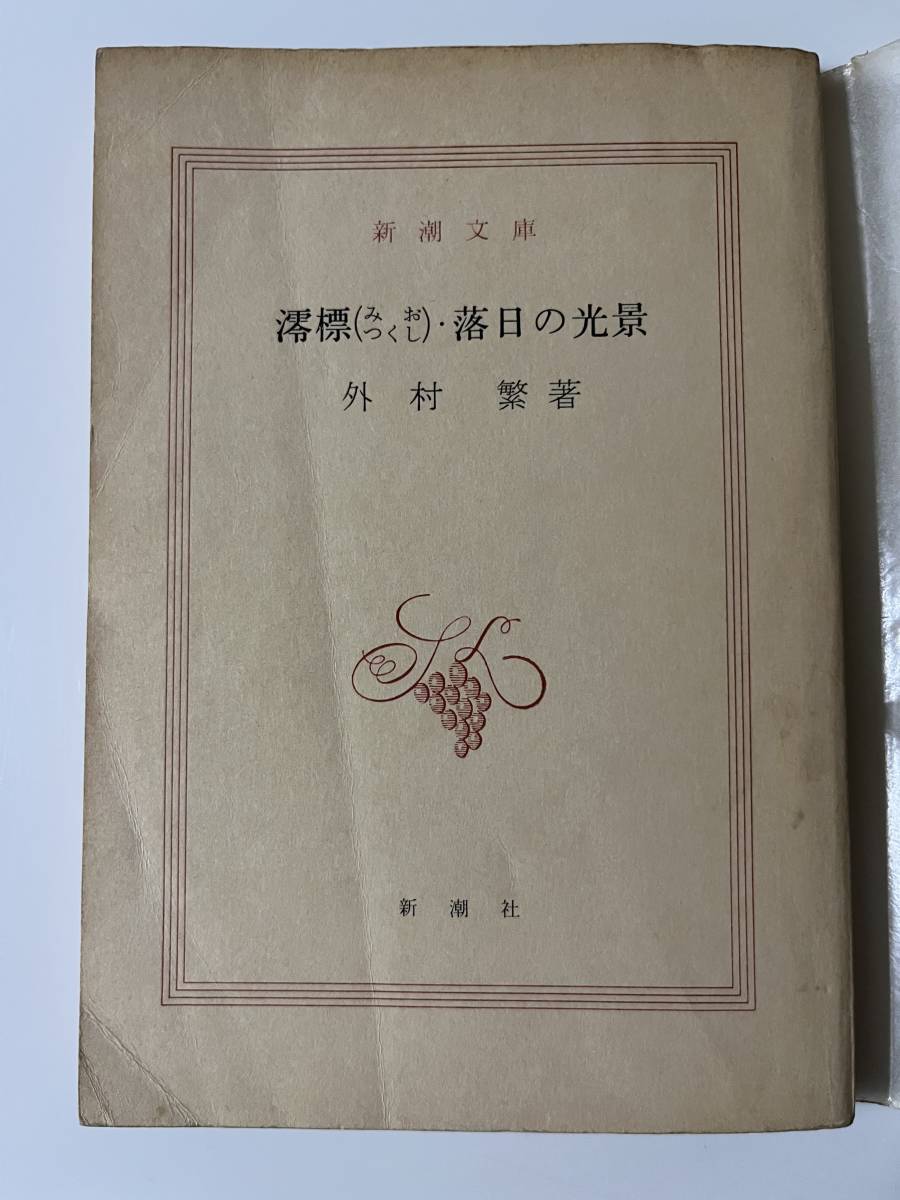 新潮文庫
澪標(みおつくし)・落日の光景
外村 繁著
新潮社